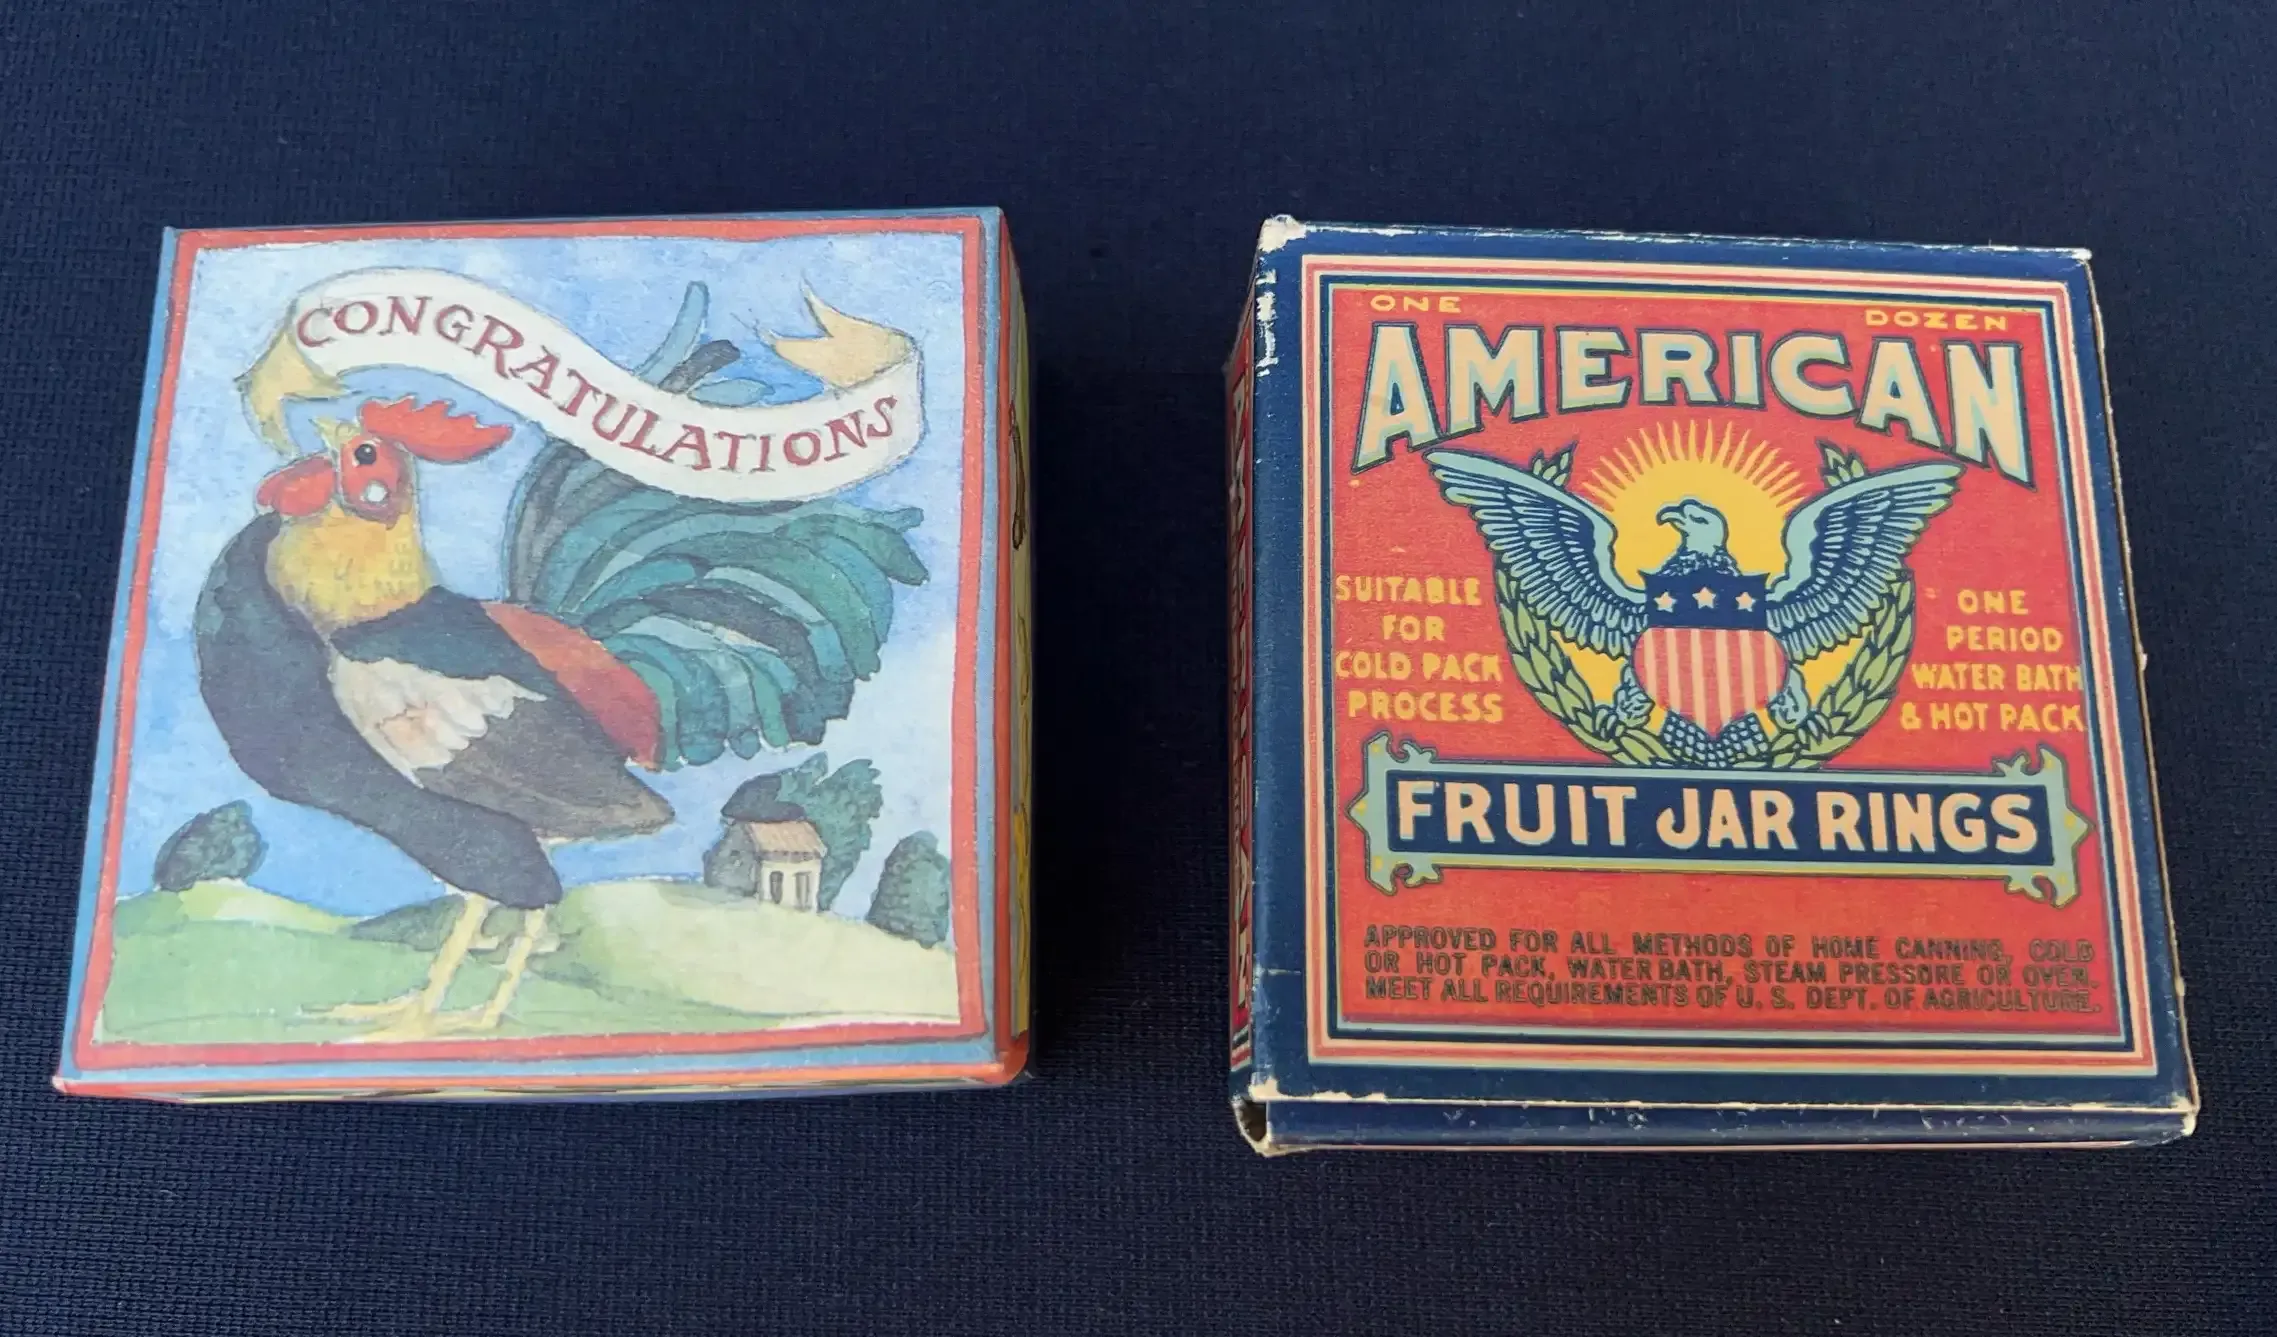 CONGRATULATIONS
ONE DOZEN
AMERICAN
SUITABLE
FOR
COLD PACK
PROCESS
ONE
PERIOD
WATER BATH
& HOT PACK
FRUIT JAR RINGS
APPROVED FOR ALL METHODS OF HOME CANNING, COLD
OR HOT PACK, WATER BATH, STEAM PRESSURE OR OVEN.
MEET ALL REQUIREMENTS OF U. S. DEPT. OF AGRICULTURE.